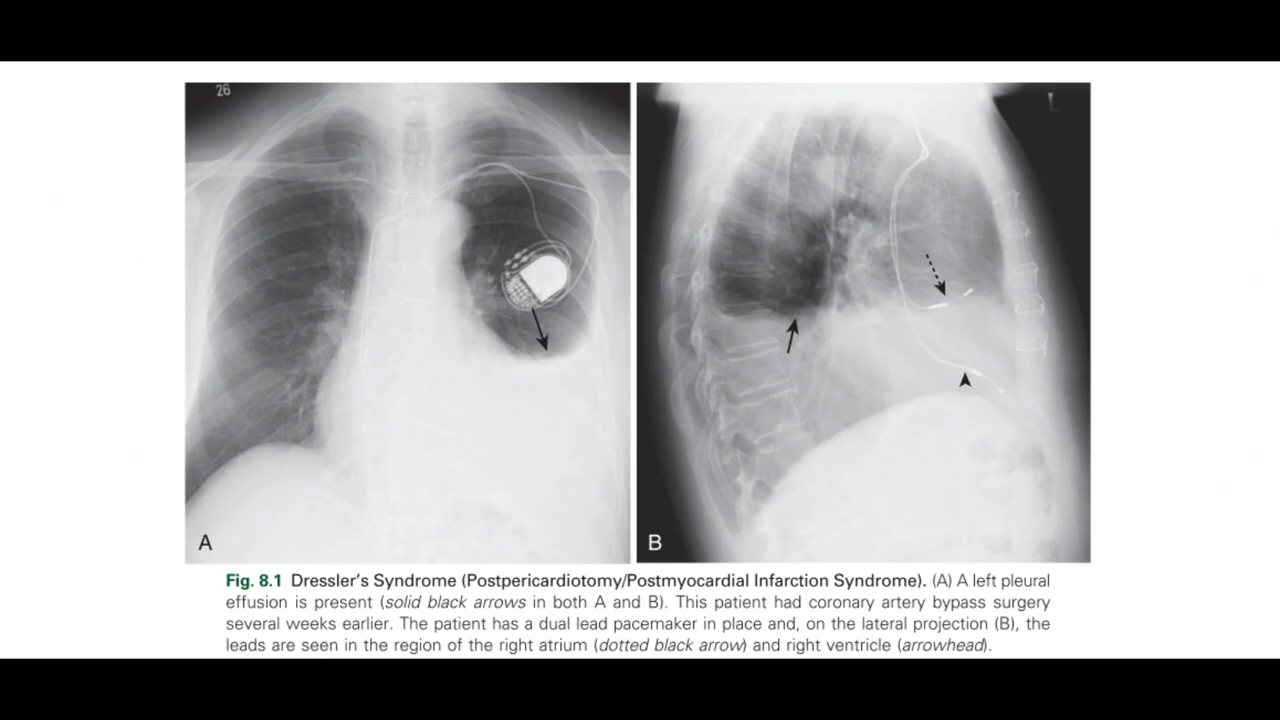 26
L
A
B
Fig. 8.1 Dressler's Syndrome (Postpericardiotomy/Postmyocardial Infarction Syndrome). (A) A left pleural
effusion is present (solid black arrows in both A and B). This patient had coronary artery bypass surgery
several weeks earlier. The patient has a dual lead pacemaker in place and, on the lateral projection (B), the
leads are seen in the region of the right atrium (dotted black arrow) and right ventricle (arrowhead).